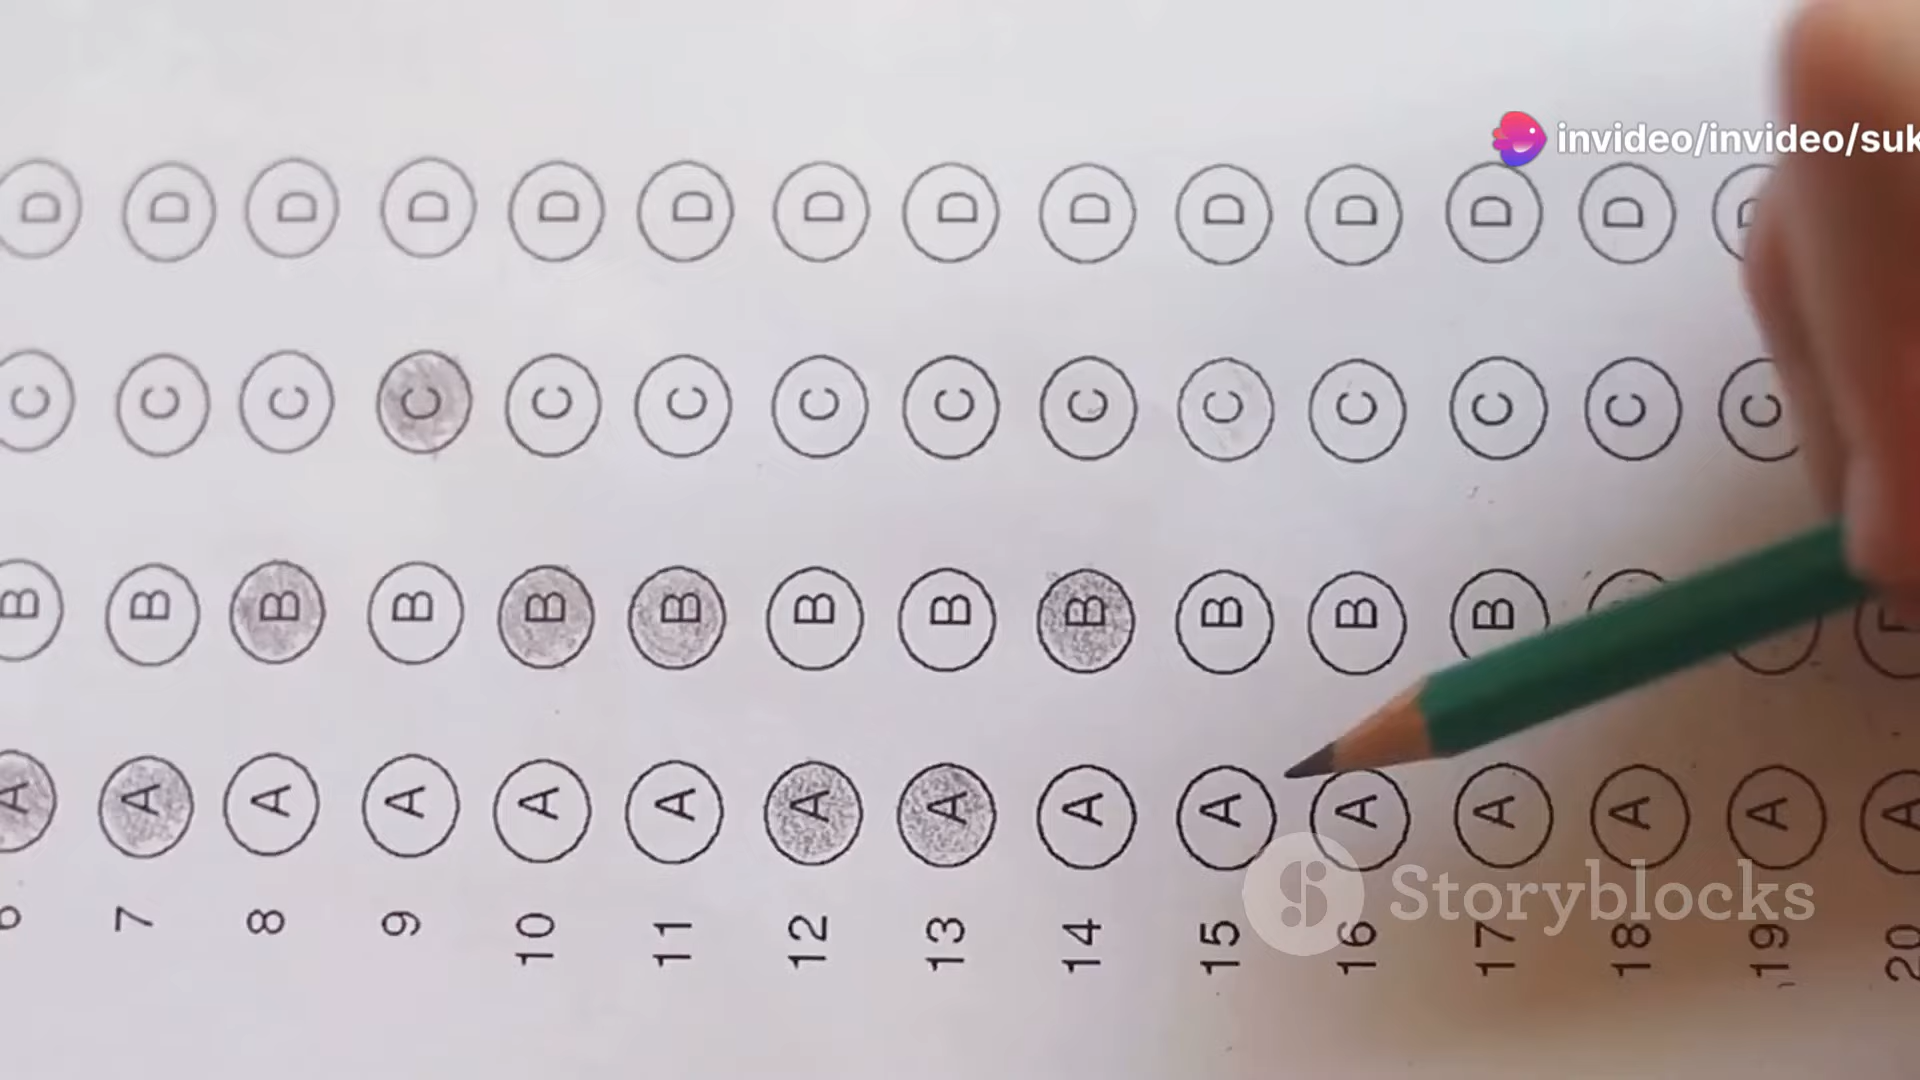 invideo/invideo/suk
D D D D D D D D D D D D D
C C C C C C C C C C C C C C
B B B B B B B B B B B B
A A A A A A A A A A A A A A A
7 8 9 10 11 12 13 14 15 16 17 18 19 20
Storyblocks